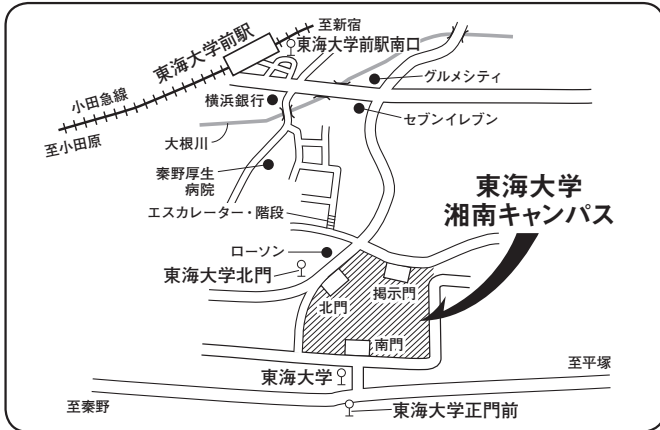 至新宿
東海大学前駅
東海大学前駅南口
グルメシティ
小田急線
横浜銀行
セブンイレブン
至小田原
大根川
秦野厚生
病院
東海大学
湘南キャンパス
エスカレーター・階段
ローソン
東海大学北門
掲示門
北門
南門
至平塚
東海大学
至秦野
東海大学正門前